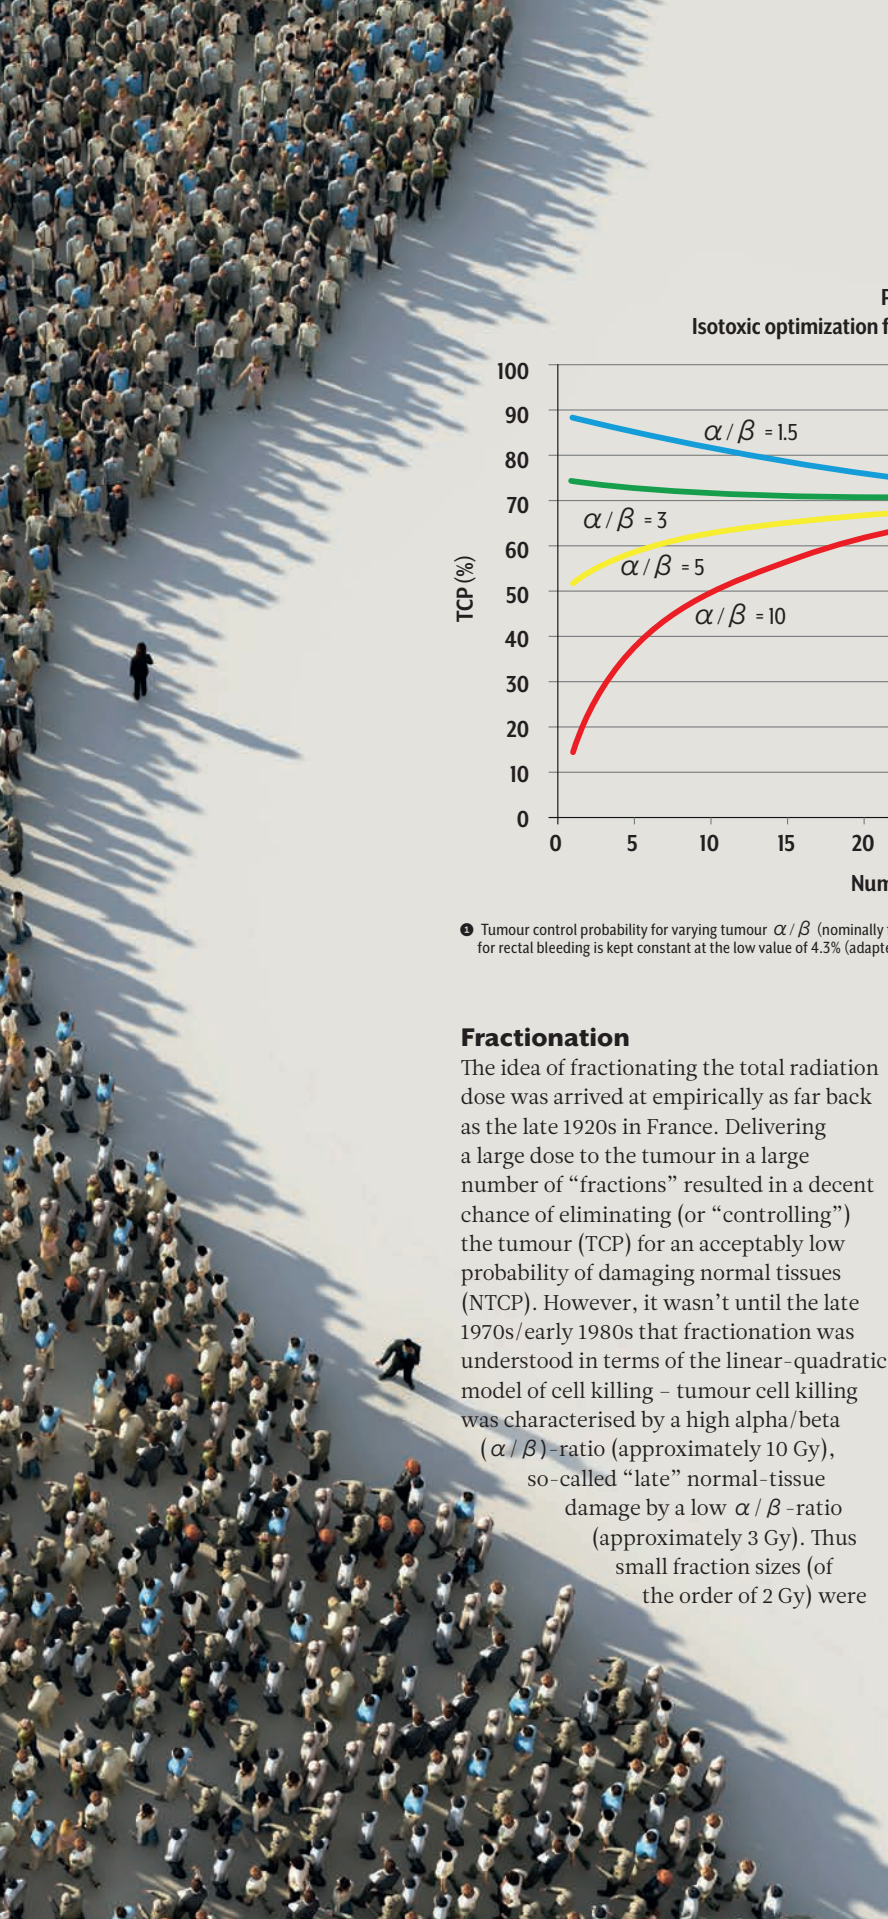 P
Isotoxic optimization f
100
90
80
70
60
50
40
30
20
10
0
TCP (%)
α / β = 1.5
α / β = 3
α / β = 5
α / β = 10
0 5 10 15 20
Num
❶ Tumour control probability for varying tumour α / β (nominally
for rectal bleeding is kept constant at the low value of 4.3% (adapte
Fractionation
The idea of fractionating the total radiation
dose was arrived at empirically as far back
as the late 1920s in France. Delivering
a large dose to the tumour in a large
number of “fractions” resulted in a decent
chance of eliminating (or “controlling”)
the tumour (TCP) for an acceptably low
probability of damaging normal tissues
(NTCP). However, it wasn’t until the late
1970s/early 1980s that fractionation was
understood in terms of the linear-quadratic
model of cell killing – tumour cell killing
was characterised by a high alpha/beta
(α / β)-ratio (approximately 10 Gy),
so-called “late” normal-tissue
damage by a low α / β -ratio
(approximately 3 Gy). Thus
small fraction sizes (of
the order of 2 Gy) were